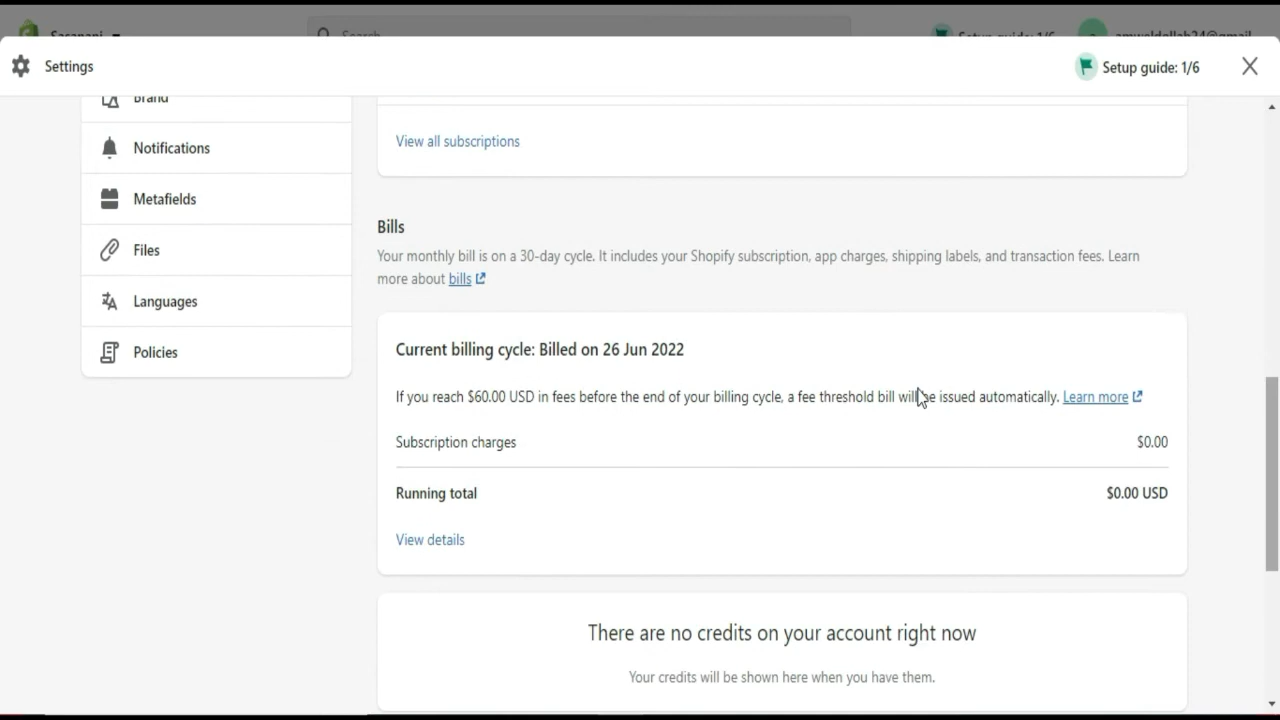 Search
Settings
Setup guide: 1/6
Brand
Notifications
Metafields
Files
Languages
Policies
View all subscriptions
Bills
Your monthly bill is on a 30-day cycle. It includes your Shopify subscription, app charges, shipping labels, and transaction fees. Learn
more about bills
Current billing cycle: Billed on 26 Jun 2022
If you reach $60.00 USD in fees before the end of your billing cycle, a fee threshold bill will be issued automatically. Learn more
Subscription charges $0.00
Running total $0.00 USD
View details
There are no credits on your account right now
Your credits will be shown here when you have them.